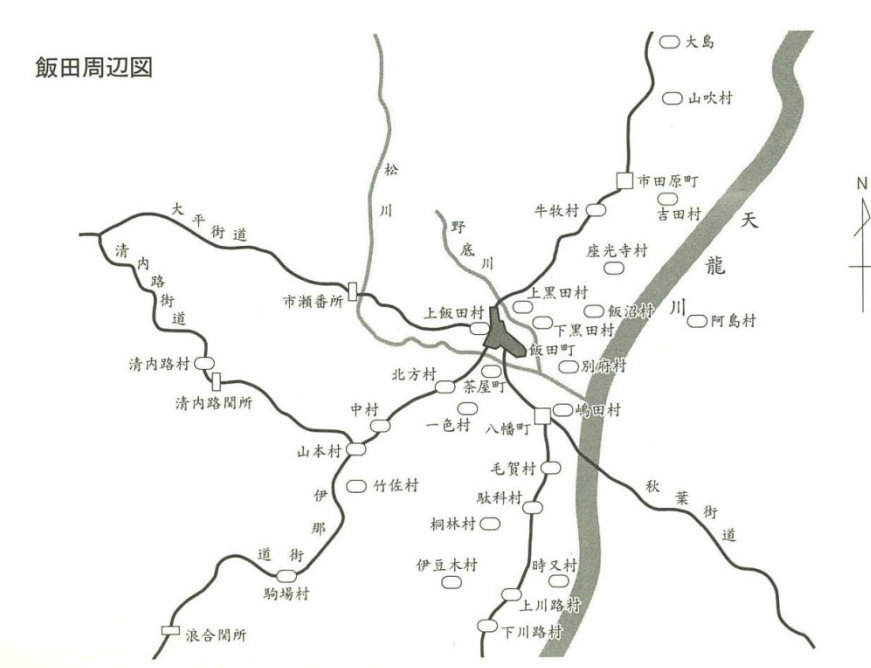 飯田周辺図
大島
山吹村
市田原町
吉田村
牛牧村
座光寺村
天龍川
阿島村
松川
野底川
大平街道
清内路街道
市瀬番所
上飯田村
上黒田村
飯沼村
下黒田村
飯田町
別府村
清内路村
清内路関所
北方村
茶屋町
中村
一色村
八幡町
嶋田村
山本村
竹佐村
毛賀村
駄科村
桐林村
秋葉街道
伊那街道
伊豆木村
時又村
駒場村
上川路村
下川路村
浪合関所
N